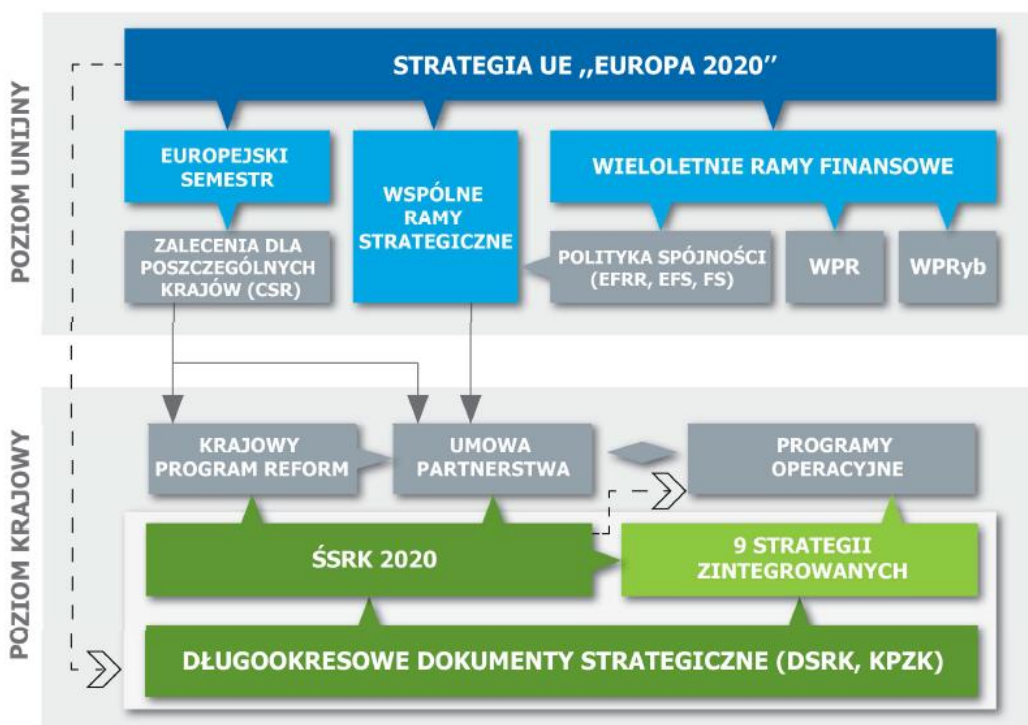 POZIOM UNIJNY
STRATEGIA UE „EUROPA 2020”
EUROPEJSKI
SEMESTR
WSPÓLNE
RAMY
STRATEGICZNE
WIELOLETNIE RAMY FINANSOWE
ZALECENIA DLA
POSZCZEGÓLNYCH
KRAJÓW (CSR)
POLITYKA SPÓJNOŚCI
(EFRR, EFS, FS)
WPR
WPRyb
POZIOM KRAJOWY
KRAJOWY
PROGRAM REFORM
UMOWA
PARTNERSTWA
PROGRAMY
OPERACYJNE
ŚSRK 2020
9 STRATEGII
ZINTEGROWANYCH
DŁUGOOKRESOWE DOKUMENTY STRATEGICZNE (DSRK, KPZK)